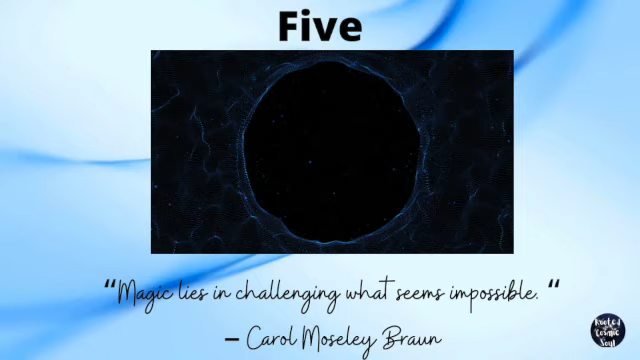 Five
“Magic lies in challenging what seems impossible. “
– Carol Moseley Braun
Rooted
Cosmic
Soul